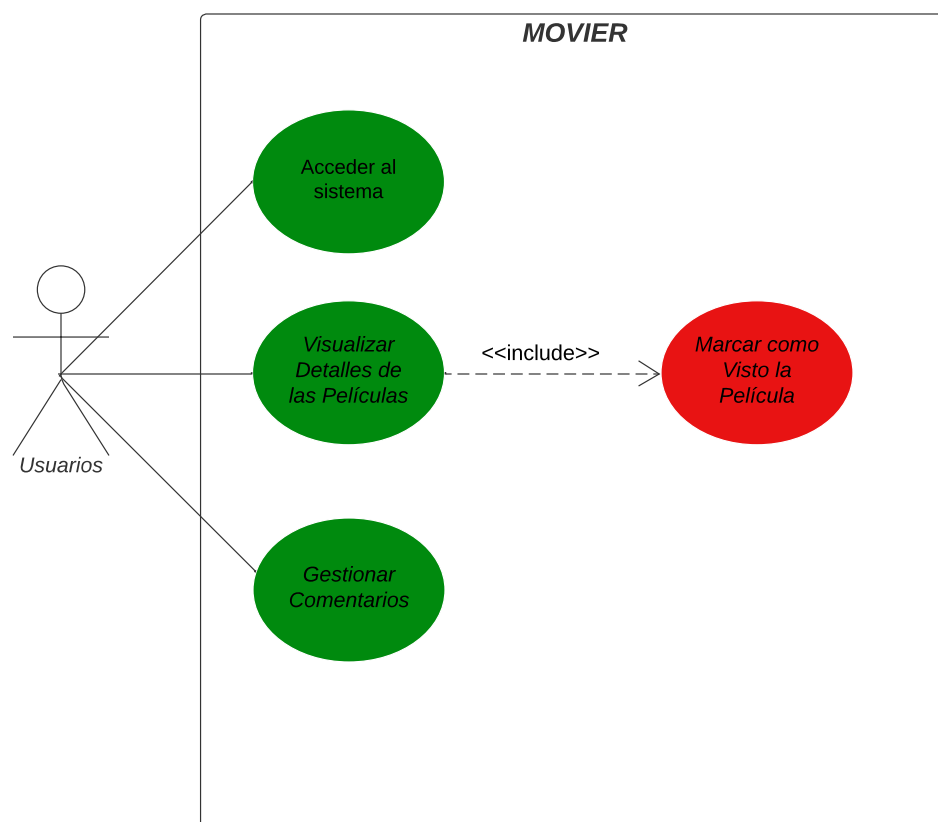 MOVIER
Acceder al
sistema
Visualizar
Detalles de
las Películas
<<include>>
Marcar como
Visto la
Película
Usuarios
Gestionar
Comentarios